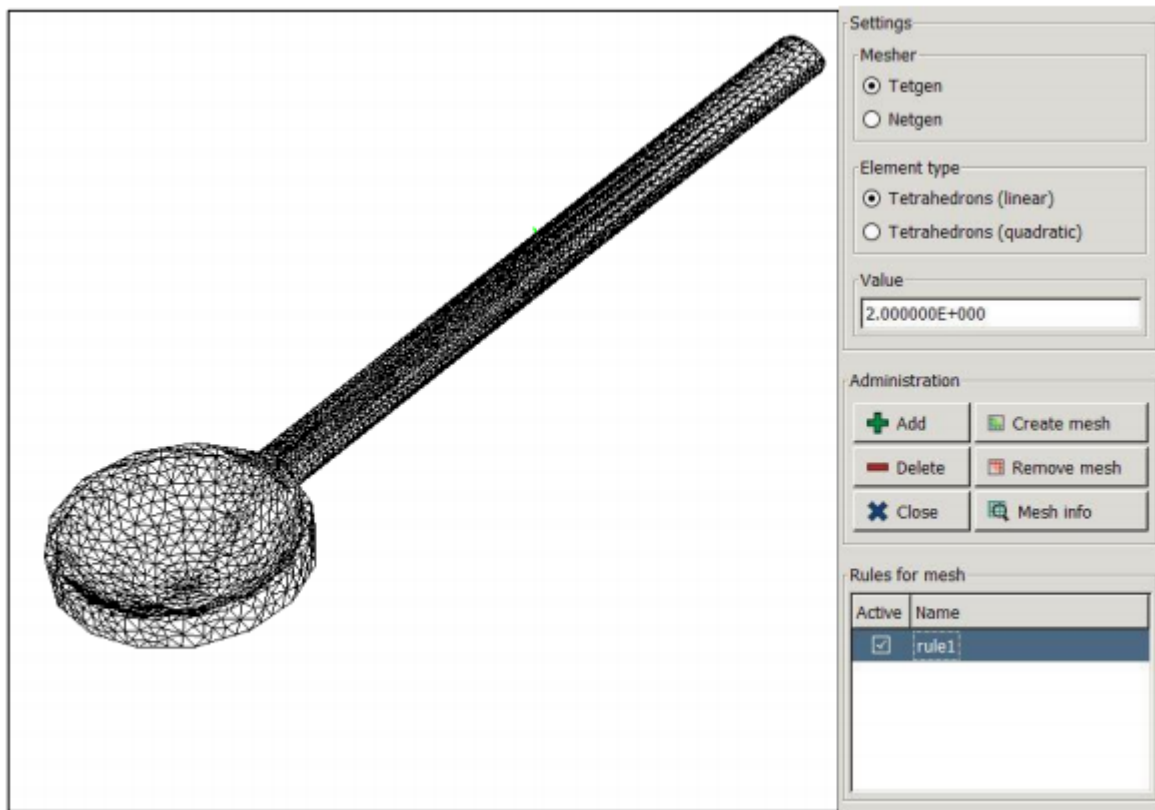 Settings
Mesher
Tetgen
Netgen
Element type
Tetrahedrons (linear)
Tetrahedrons (quadratic)
Value
2.000000E+000
Administration
Add Create mesh
Delete Remove mesh
Close Mesh info
Rules for mesh
Active Name
rule1